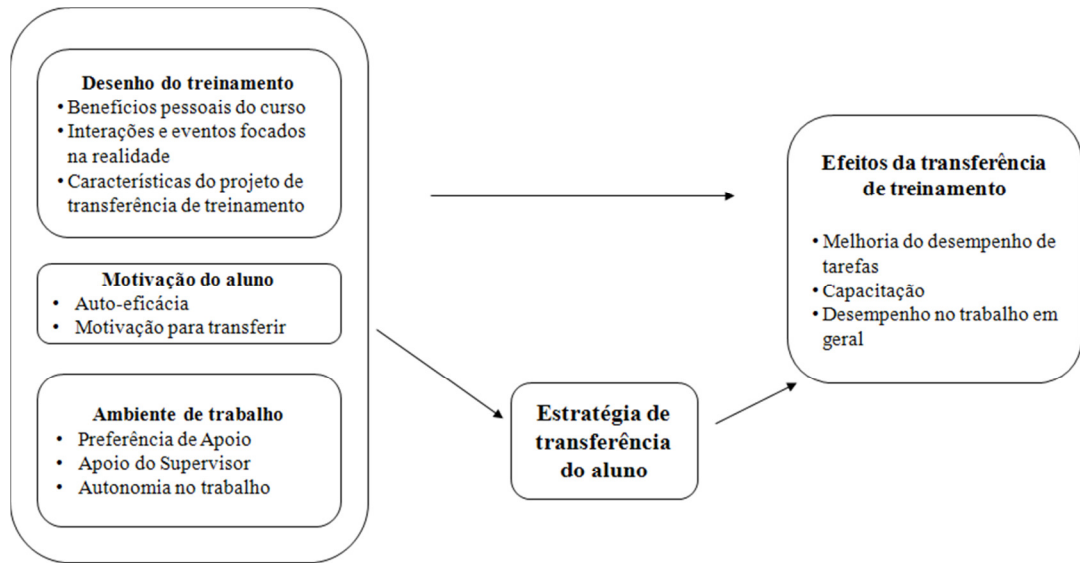 Desenho do treinamento
• Benefícios pessoais do curso
• Interações e eventos focados
na realidade
• Características do projeto de
transferência de treinamento
Motivação do aluno
• Auto-eficácia
• Motivação para transferir
Ambiente de trabalho
• Preferência de Apoio
• Apoio do Supervisor
• Autonomia no trabalho
Estratégia de
transferência
do aluno
Efeitos da transferência
de treinamento
• Melhoria do desempenho de
tarefas
• Capacitação
• Desempenho no trabalho em
geral